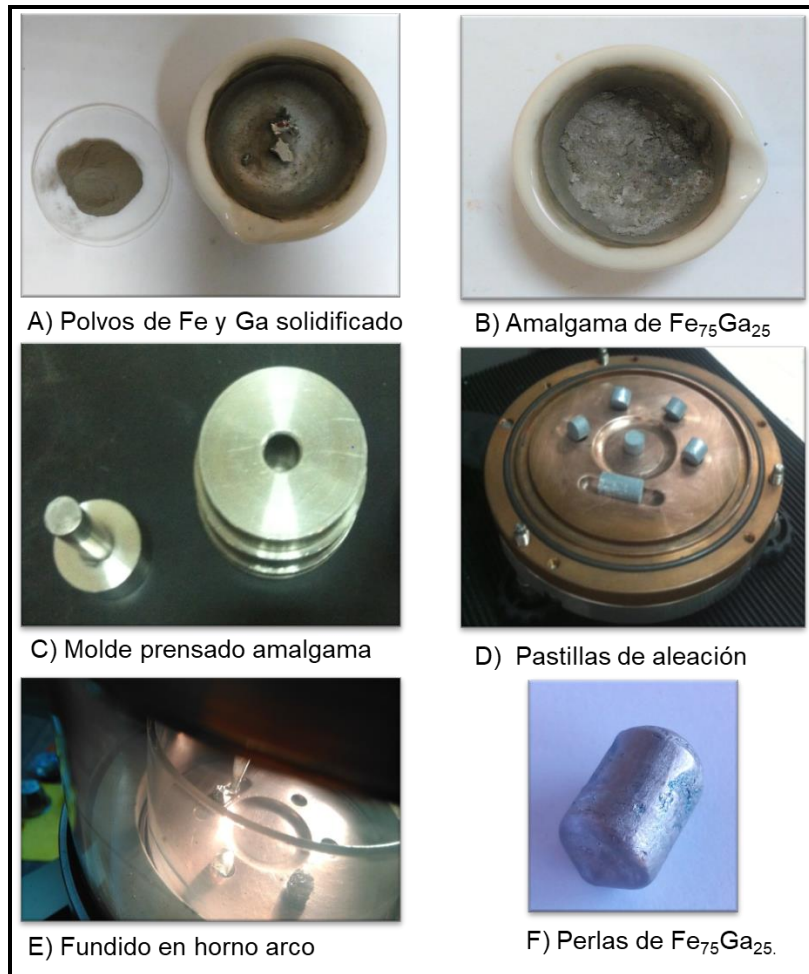 A) Polvos de Fe y Ga solidificado
B) Amalgama de Fe₇₅Ga₂₅
C) Molde prensado amalgama
D) Pastillas de aleación
E) Fundido en horno arco
F) Perlas de Fe₇₅Ga₂₅.